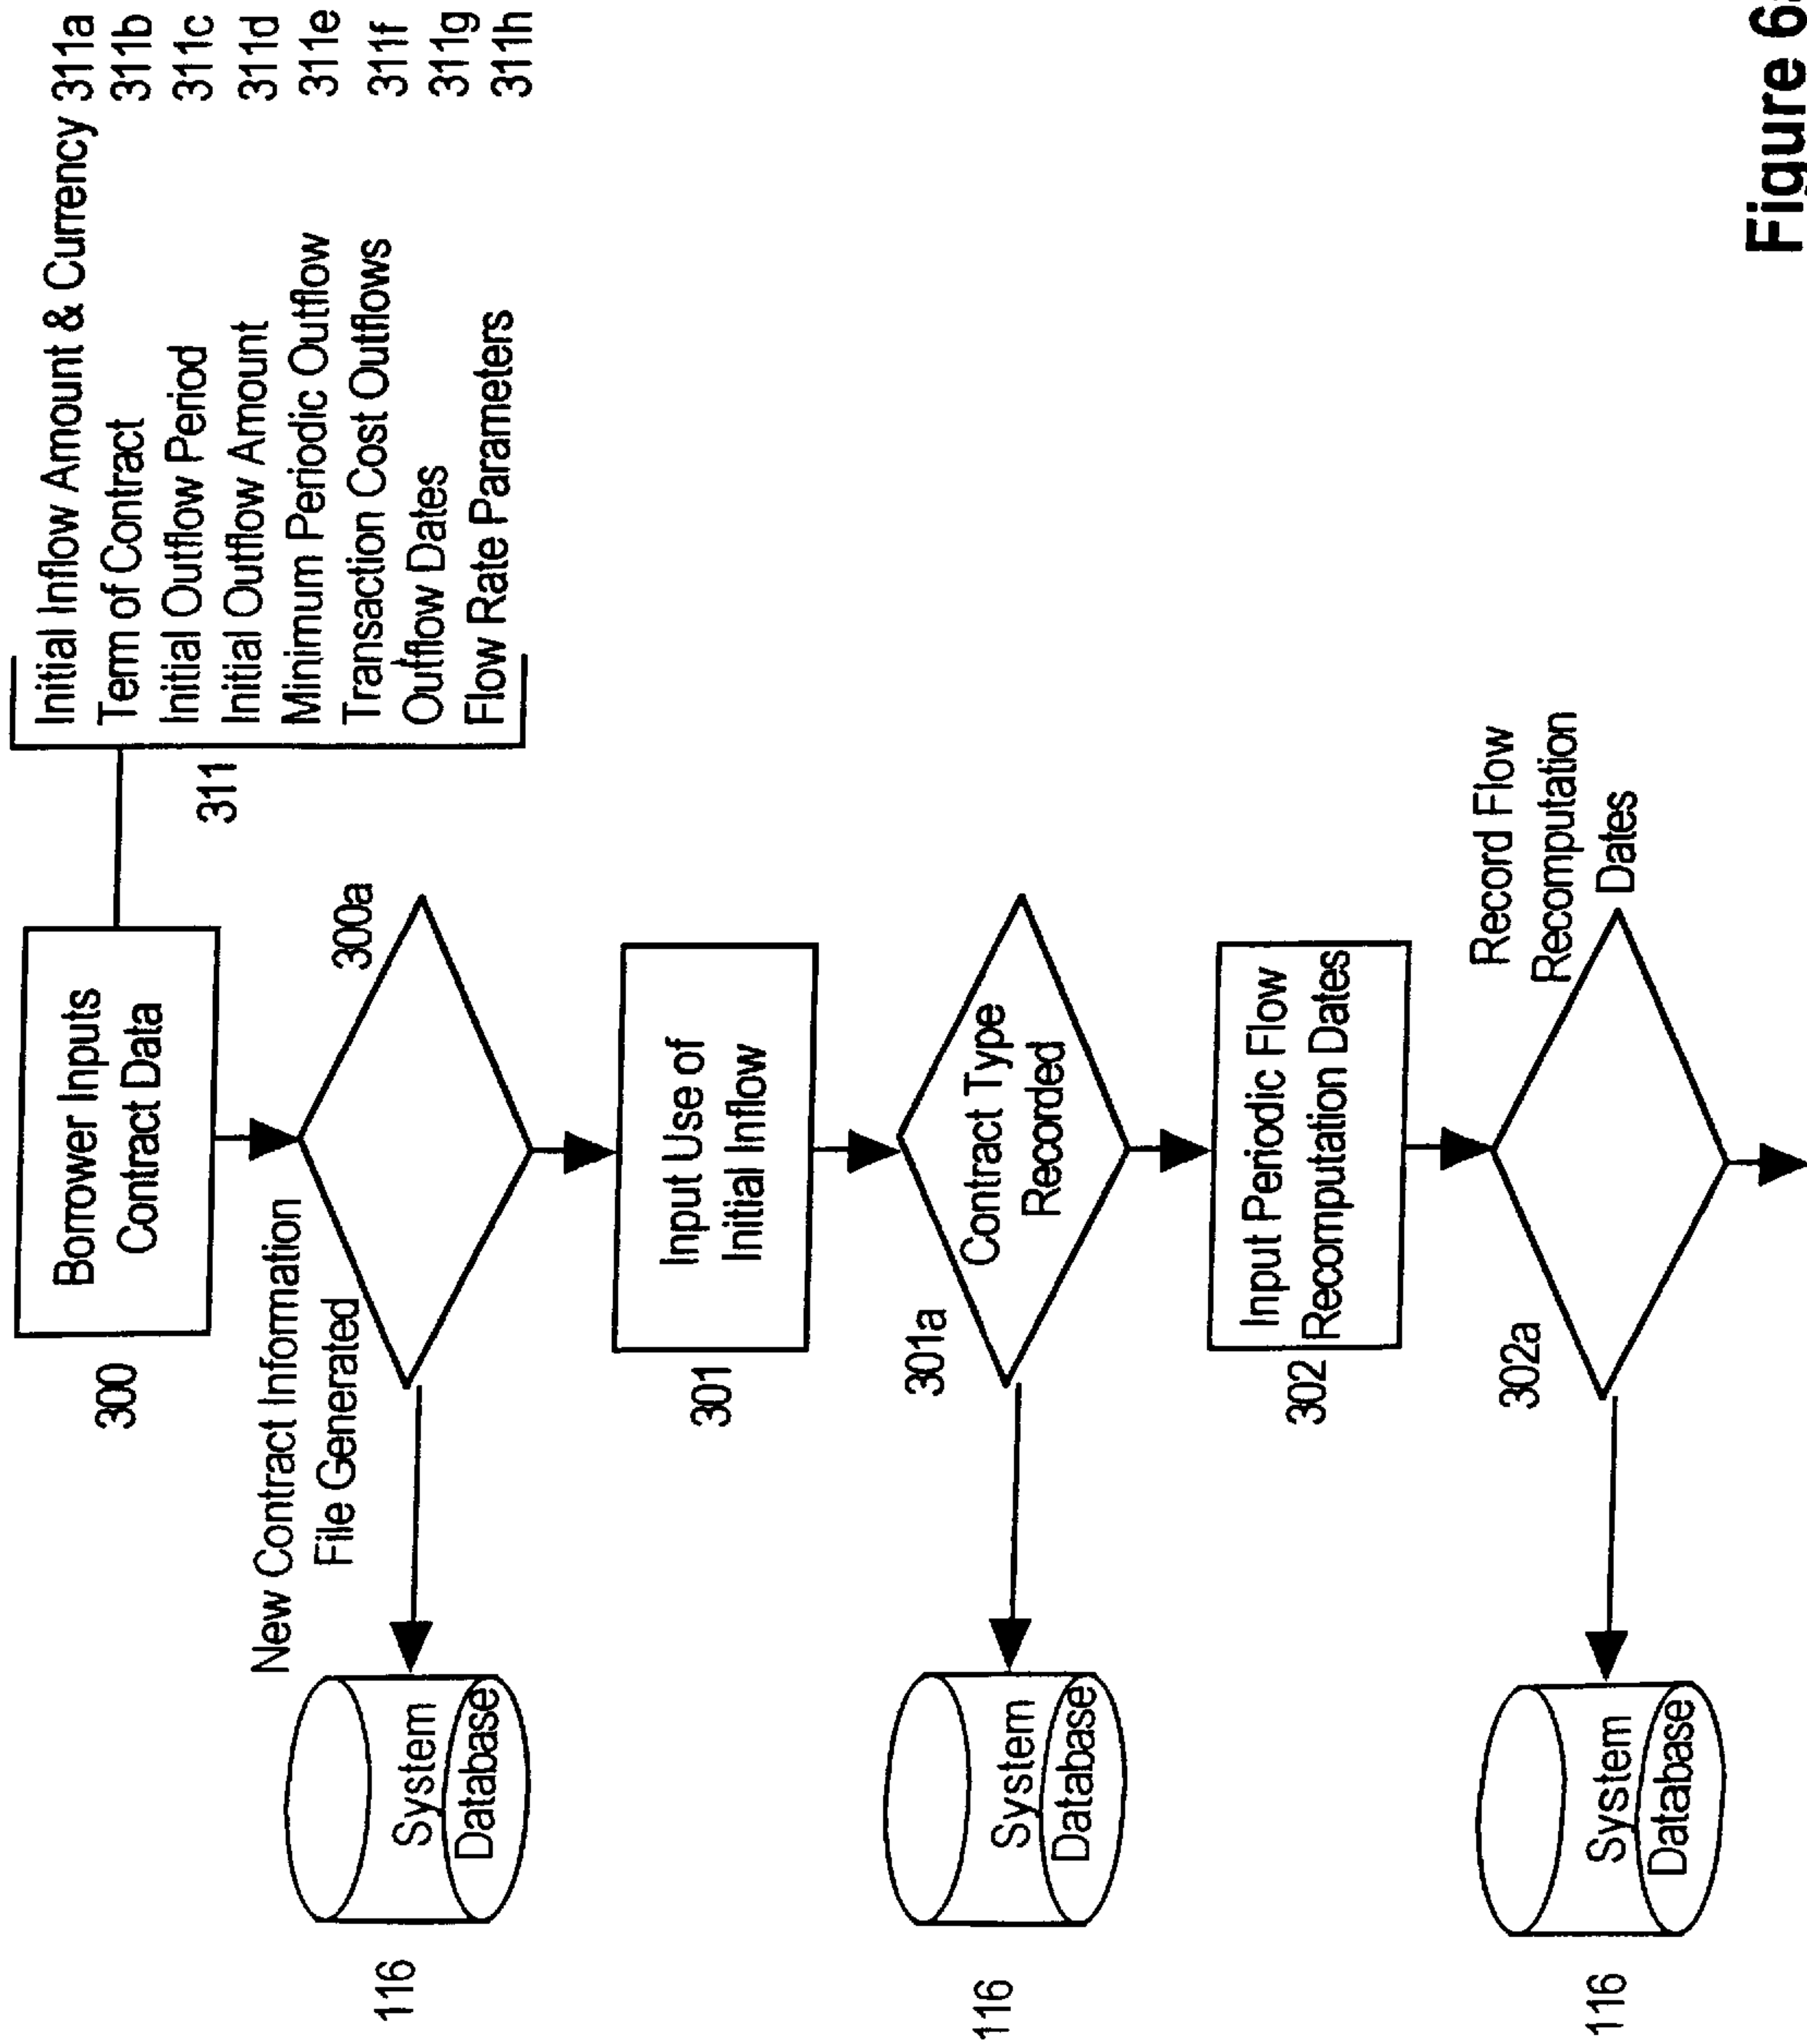 Initial Inflow Amount & Currency 311a
Term of Contract 311b
Initial Outflow Period 311c
Initial Outflow Amount 311d
Minimum Periodic Outflow 311e
Transaction Cost Outflows 311f
Outflow Dates 311g
Flow Rate Parameters 311h
311
Borrower Inputs
Contract Data
300
New Contract Information
File Generated
300a
System
Database
116
Input Use of
Initial Inflow
301
Contract Type
Recorded
301a
System
Database
116
Input Periodic Flow
Recomputation Dates
302
Record Flow
Recomputation
Dates
302a
System
Database
116
Figure 6